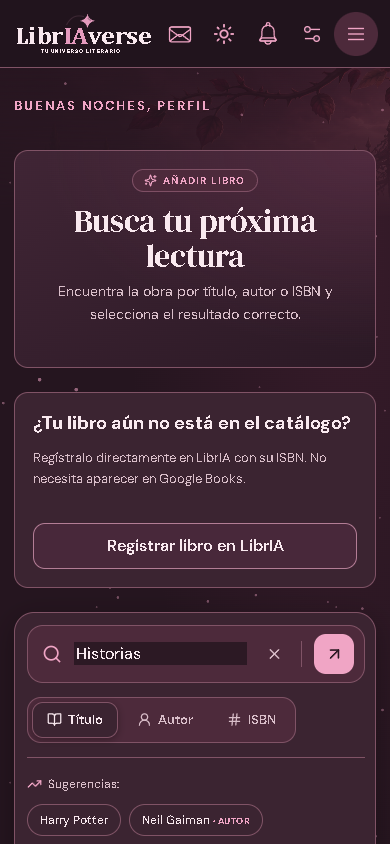 LibrIAverse
TU UNIVERSO LITERARIO
BUENAS NOCHES, PERFIL
AÑADIR LIBRO
Busca tu próxima
lectura
Encuentra la obra por título, autor o ISBN y
selecciona el resultado correcto.
¿Tu libro aún no está en el catálogo?
Regístralo directamente en LibrIA con su ISBN. No
necesita aparecer en Google Books.
Registrar libro en LibrIA
Historias
Título Autor ISBN
Sugerencias:
Harry Potter Neil Gaiman · AUTOR